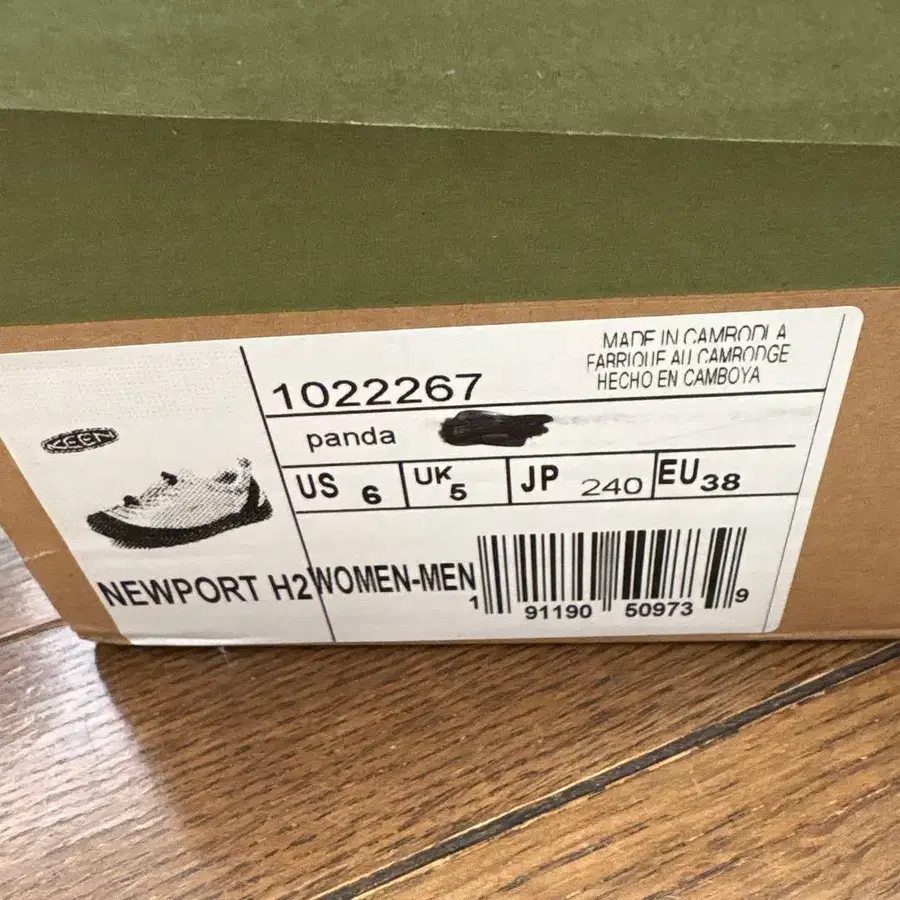 KEEN
MADE IN CAMRODI A
FABRIQUE AU CAMBODGE
HECHO EN CAMBOYA
1022267
panda
US 6 UK 5 JP 240 EU 38
NEWPORT H2 WOMEN-MEN
1 91190 50973 9